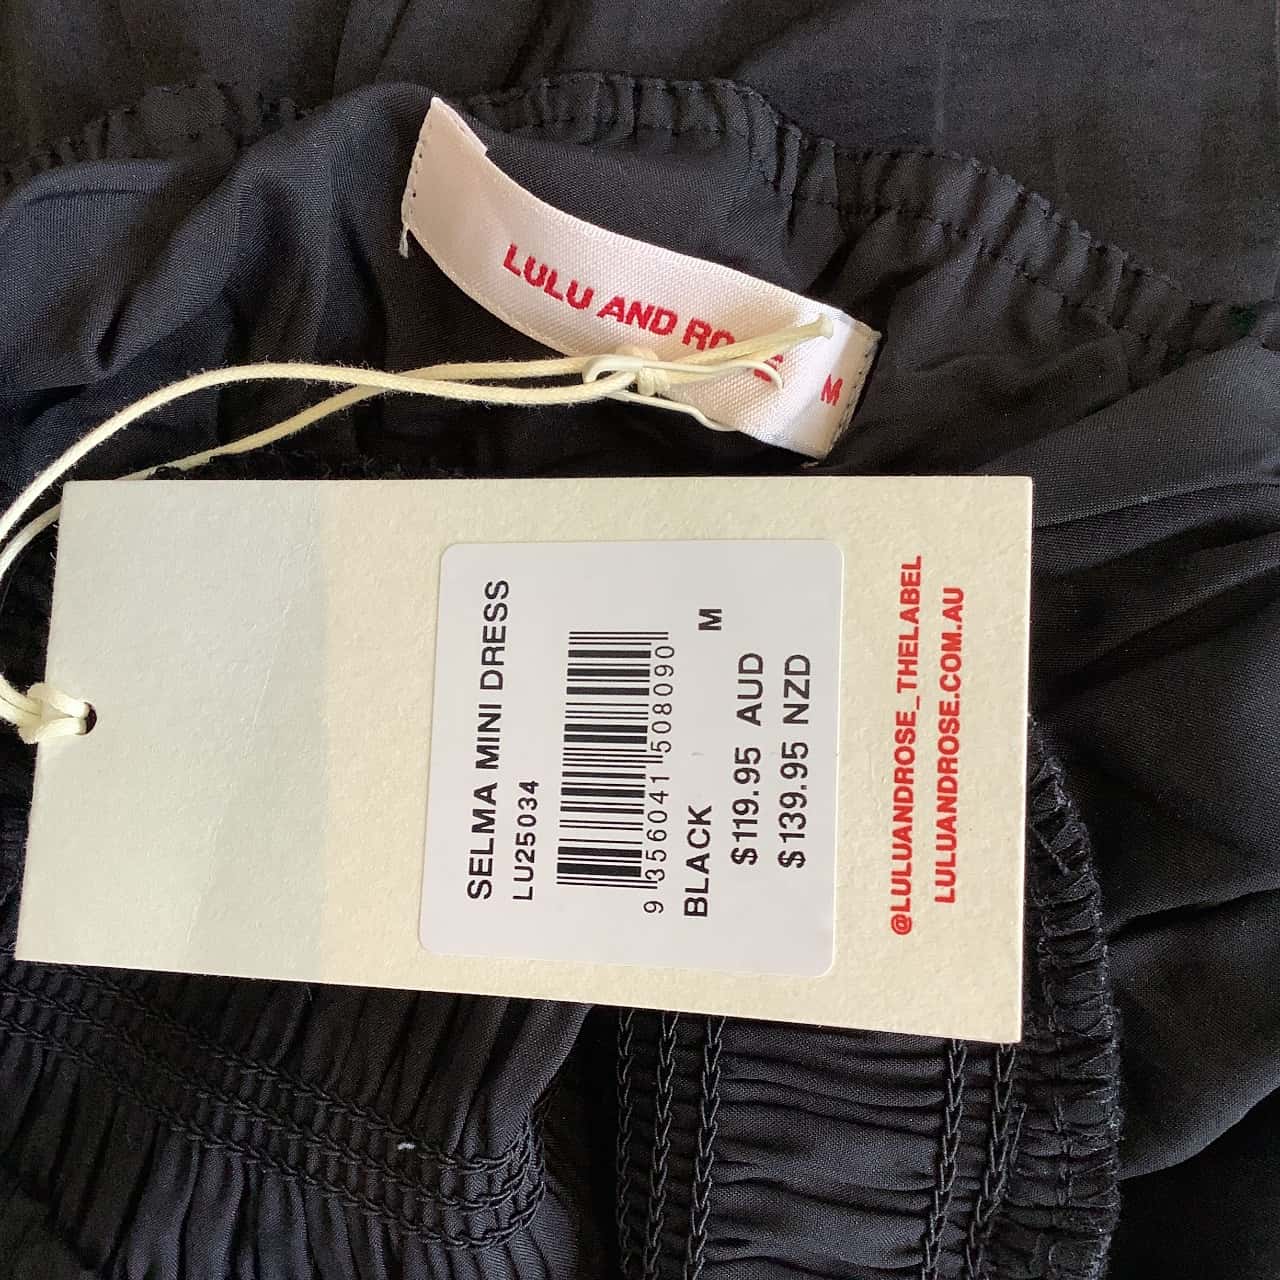 LULU AND ROSE
M
SELMA MINI DRESS
LU25034
9 356041 508090
BLACK M
$119.95 AUD
$139.95 NZD
@LULUANDROSE_THELABEL
LULUANDROSE.COM.AU